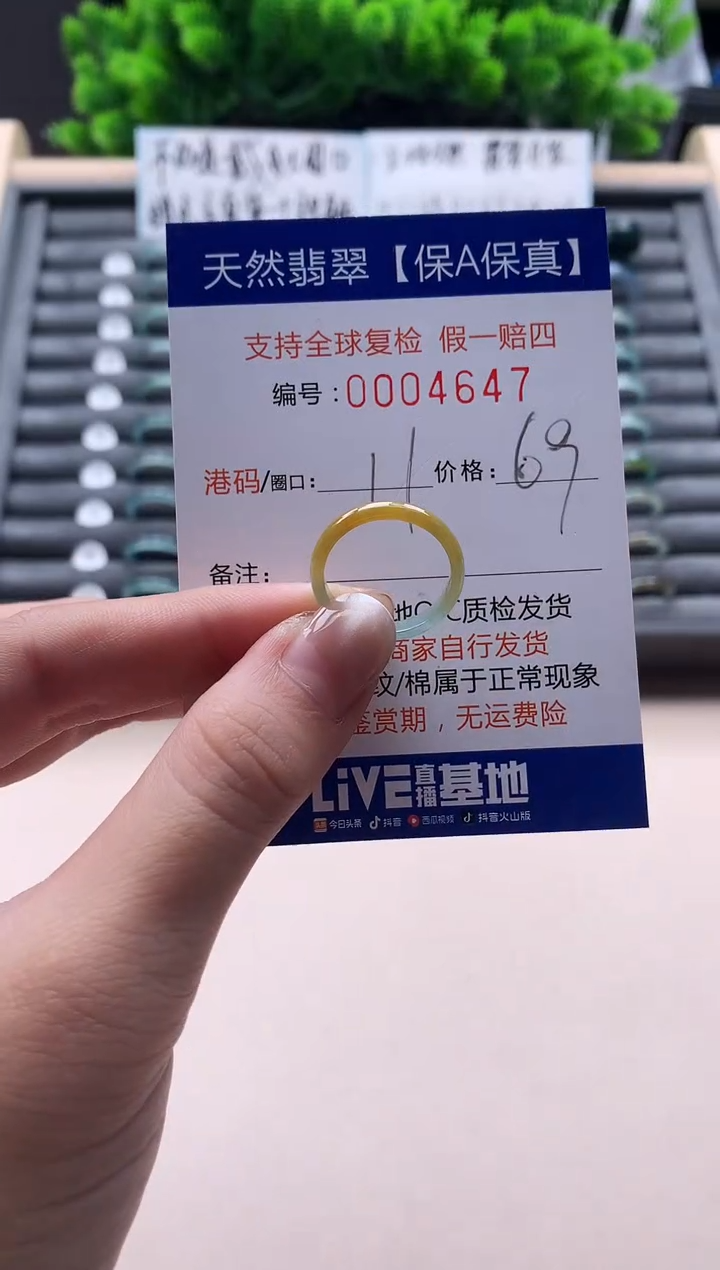 天然翡翠【保A保真】
支持全球复检 假一赔四
编号:0004647
港码/圈口: 11 价格: 69
备注:
质检发货
商家自行发货
纹/棉属于正常现象
鉴赏期，无运费险
LiVE直播基地
今日头条 抖音 西瓜视频 抖音火山版